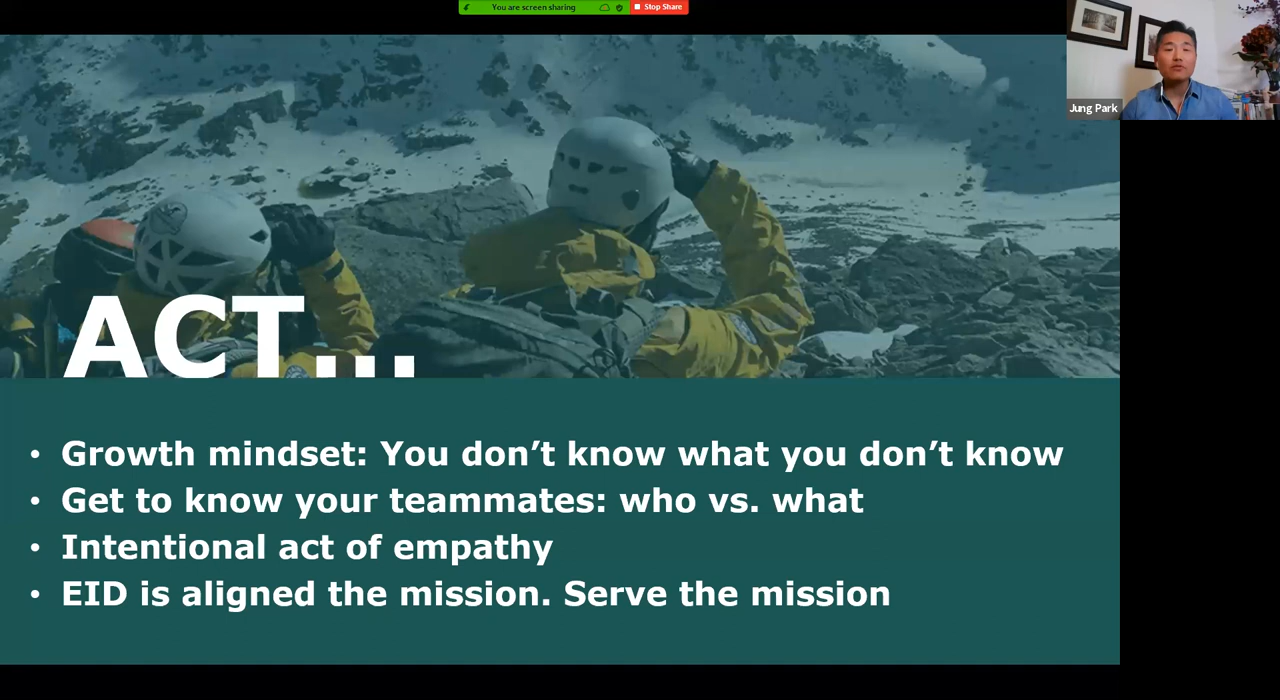 You are screen sharing
Stop Share
Jung Park
ACT...
• Growth mindset: You don’t know what you don’t know
• Get to know your teammates: who vs. what
• Intentional act of empathy
• EID is aligned the mission. Serve the mission